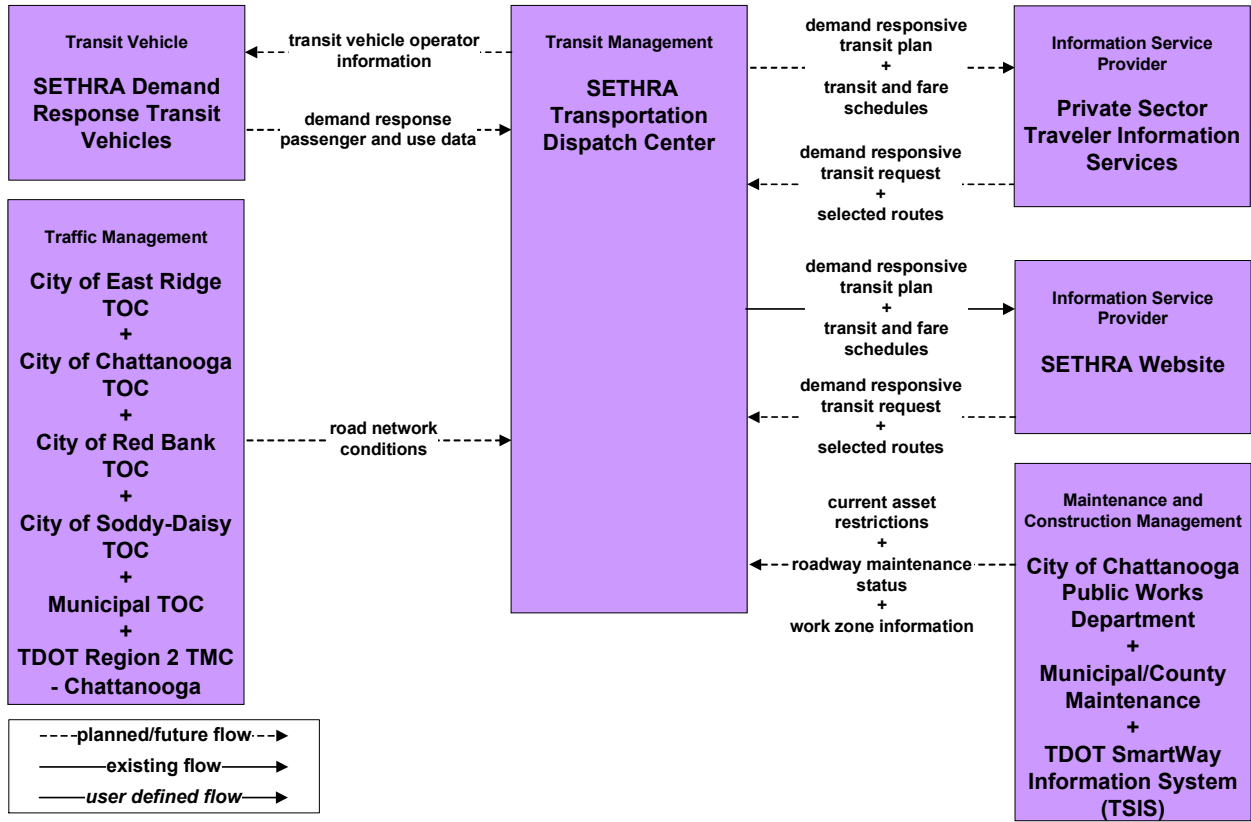 Transit Vehicle
SETHRA Demand
Response Transit
Vehicles
transit vehicle operator
information
demand response
passenger and use data
Traffic Management
City of East Ridge
TOC
+
City of Chattanooga
TOC
+
City of Red Bank
TOC
+
City of Soddy-Daisy
TOC
+
Municipal TOC
+
TDOT Region 2 TMC
- Chattanooga
road network
conditions
Transit Management
SETHRA
Transportation
Dispatch Center
demand responsive
transit plan
+
transit and fare
schedules
demand responsive
transit request
+
selected routes
Information Service
Provider
Private Sector
Traveler Information
Services
demand responsive
transit plan
+
transit and fare
schedules
demand responsive
transit request
+
selected routes
Information Service
Provider
SETHRA Website
current asset
restrictions
+
roadway maintenance
status
+
work zone information
Maintenance and
Construction Management
City of Chattanooga
Public Works
Department
+
Municipal/County
Maintenance
+
TDOT SmartWay
Information System
(TSIS)
planned/future flow
existing flow
user defined flow